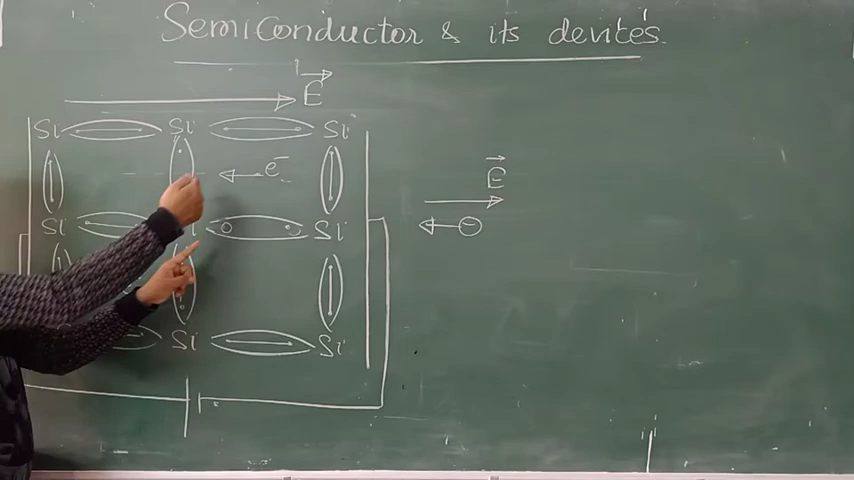 SemiConductor & its devices.
E
Si Si Si
e-
E
Si Si
-
Si Si